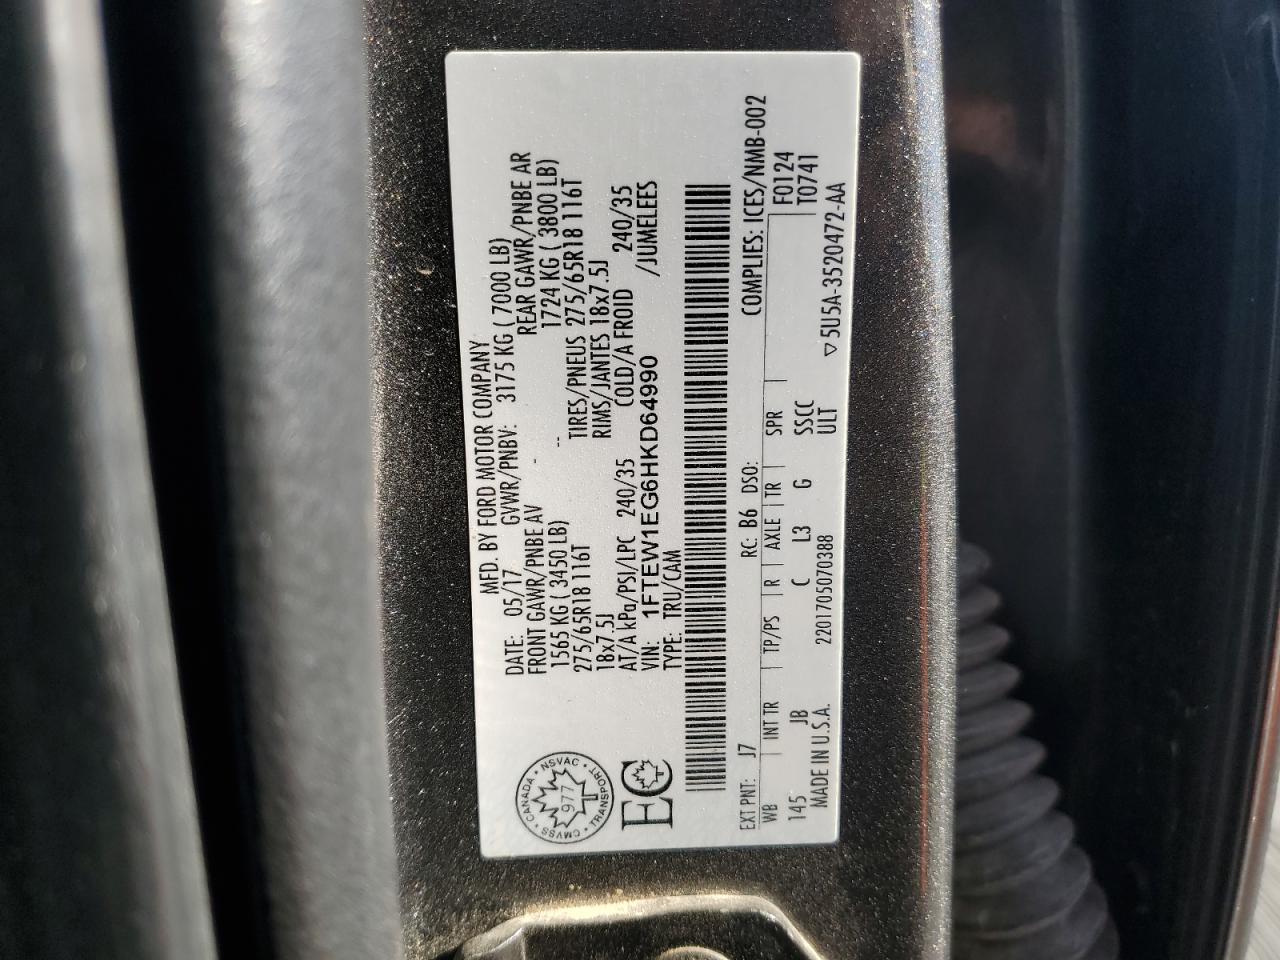 MFD. BY FORD MOTOR COMPANY
DATE: 05/17 GVWR/PNBV: 3175 KG ( 7000 LB)
FRONT GAWR/PNBE AV REAR GAWR/PNBE AR
1565 KG ( 3450 LB) - 1724 KG ( 3800 LB)
275/65R18 116T -- TIRES/PNEUS 275/65R18 116T
18x7.5J RIMS/JANTES 18x7.5J
AT/A kPa/PSI/LPC 240/35 COLD/A FROID 240/35
VIN: 1FTEW1EG6HKD64990 /JUMELEES
TYPE: TRU/CAM
CANADA • NSVAC • TRANSPORT • CMVSS •
977
EC
EXT PNT: J7 RC: B6 DSO: COMPLIES: ICES/NMB-002
WB INT TR TP/PS R AXLE TR SPR F0124
145 JB C L3 G SSCC T0741
ULT
MADE IN U.S.A. 2201705070388 ▽ 5U5A-3520472-AA